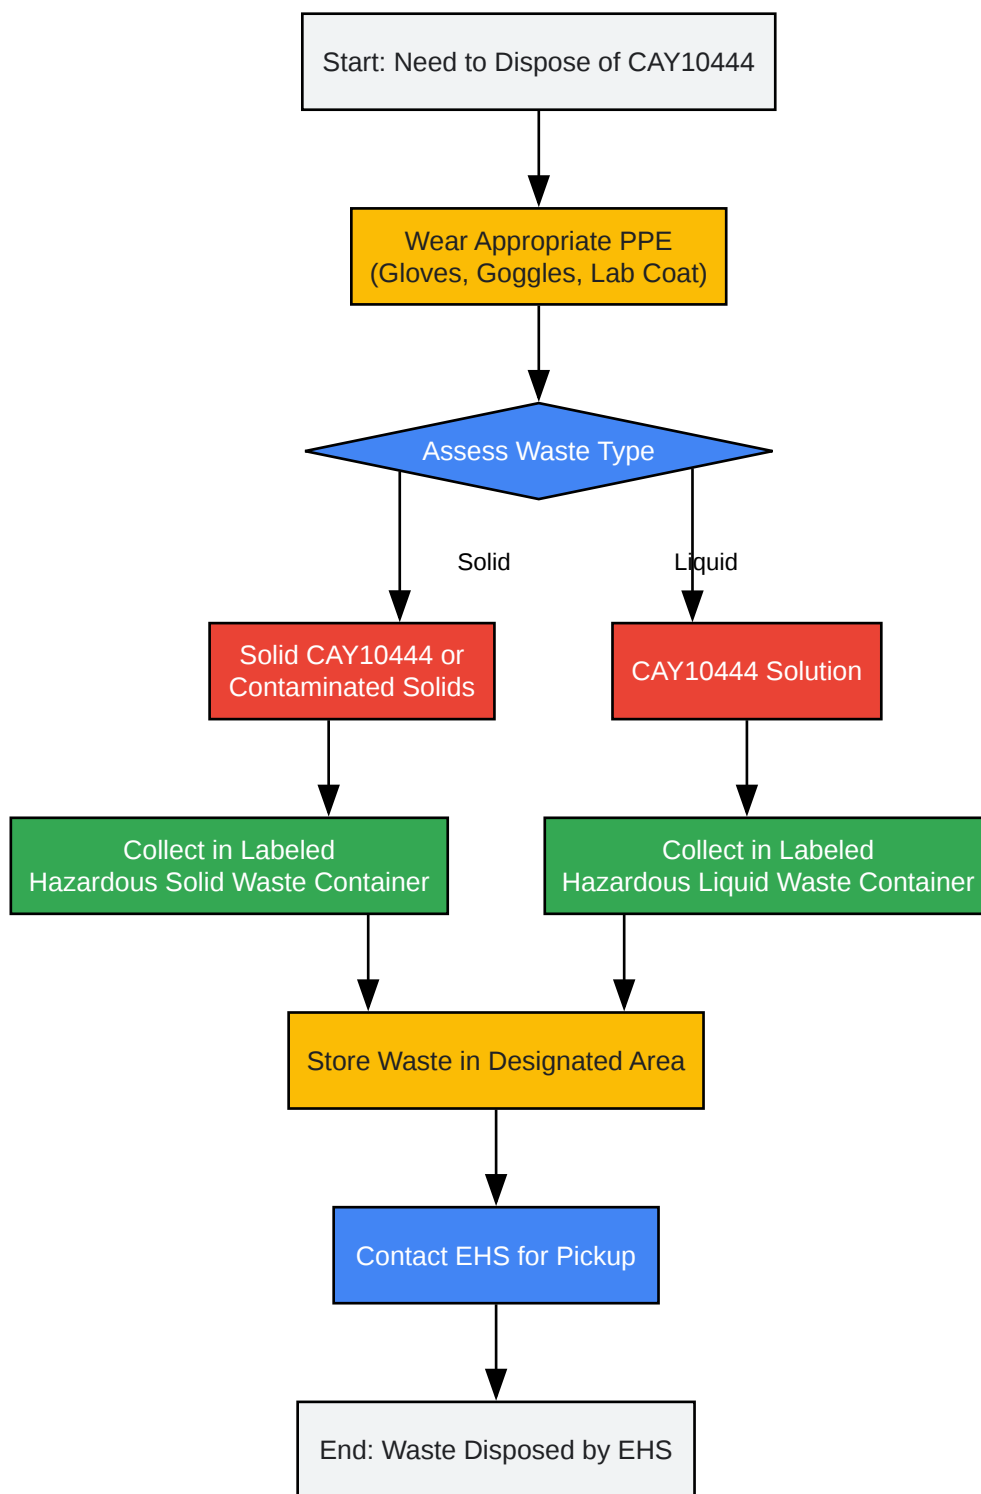 Start: Need to Dispose of CAY10444
Wear Appropriate PPE
(Gloves, Goggles, Lab Coat)
Assess Waste Type
Solid
Liquid
Solid CAY10444 or
Contaminated Solids
CAY10444 Solution
Collect in Labeled
Hazardous Solid Waste Container
Collect in Labeled
Hazardous Liquid Waste Container
Store Waste in Designated Area
Contact EHS for Pickup
End: Waste Disposed by EHS